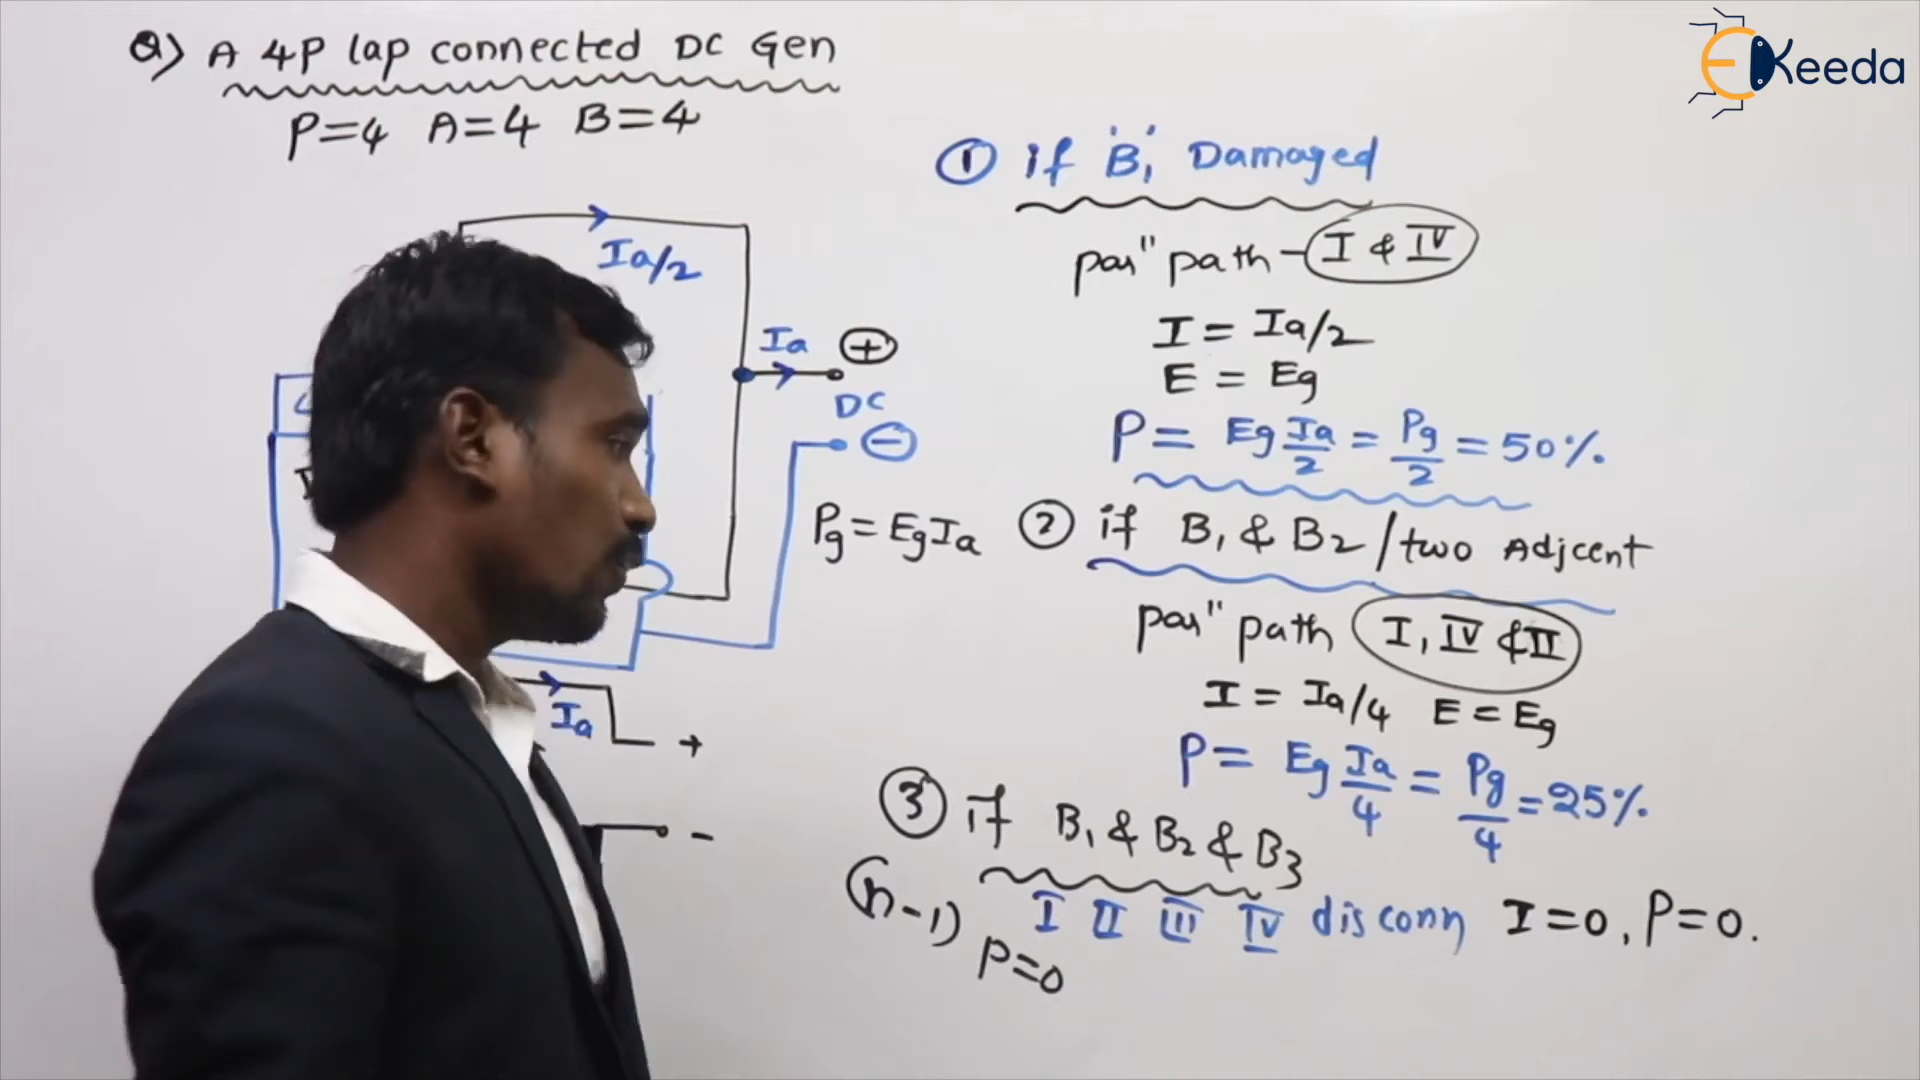 Q) A 4P lap connected DC Gen
P=4 A=4 B=4
Ia/2
Ia +
DC
-
Pg = EgIa
Ia
+
-
① if 'B1' Damaged
par" path - I & IV
I = Ia/2
E = Eg
P = Eg Ia/2 = Pg/2 = 50%.
② if B1 & B2 / two Adjcent
par" path I, IV & II
I = Ia/4 E = Eg
P = Eg Ia/4 = Pg/4 = 25%.
③ if B1 & B2 & B3
(n-1) I II III IV disconn I=0, P=0.
P=0
EKeeda